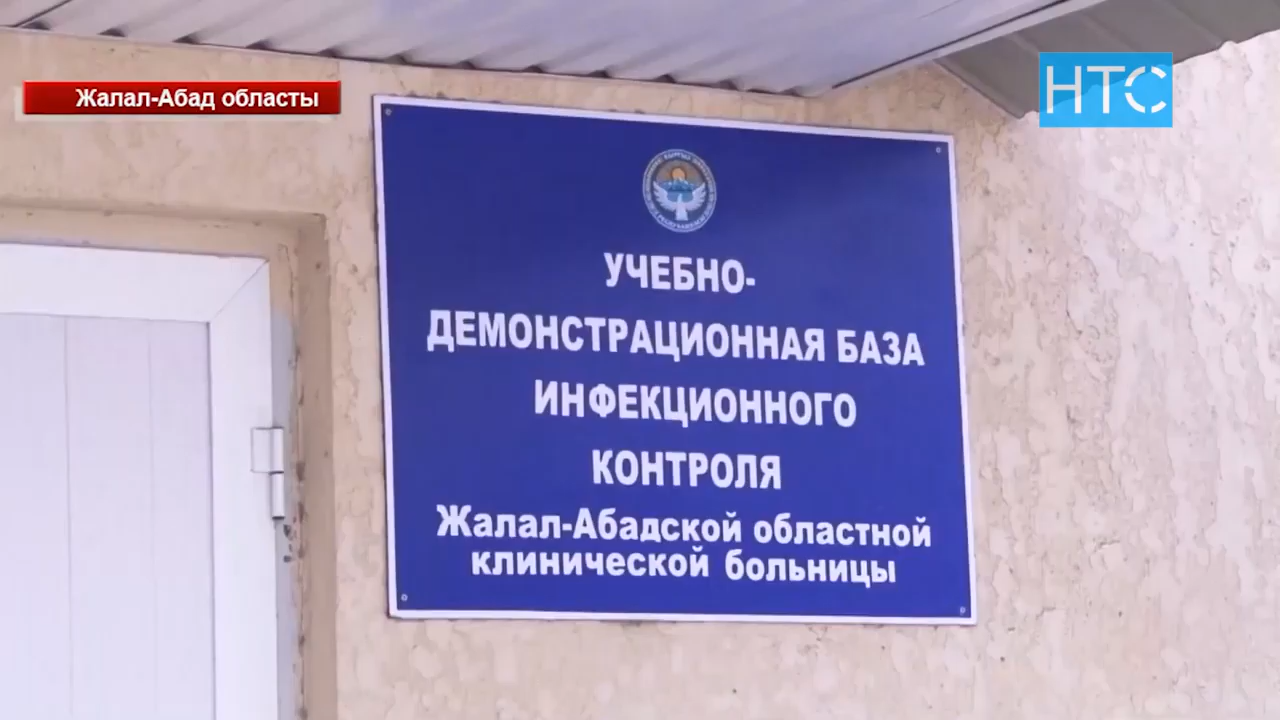 Жалал-Абад областы
НТС
УЧЕБНО-
ДЕМОНСТРАЦИОННАЯ БАЗА
ИНФЕКЦИОННОГО
КОНТРОЛЯ
Жалал-Абадской областной
клинической больницы